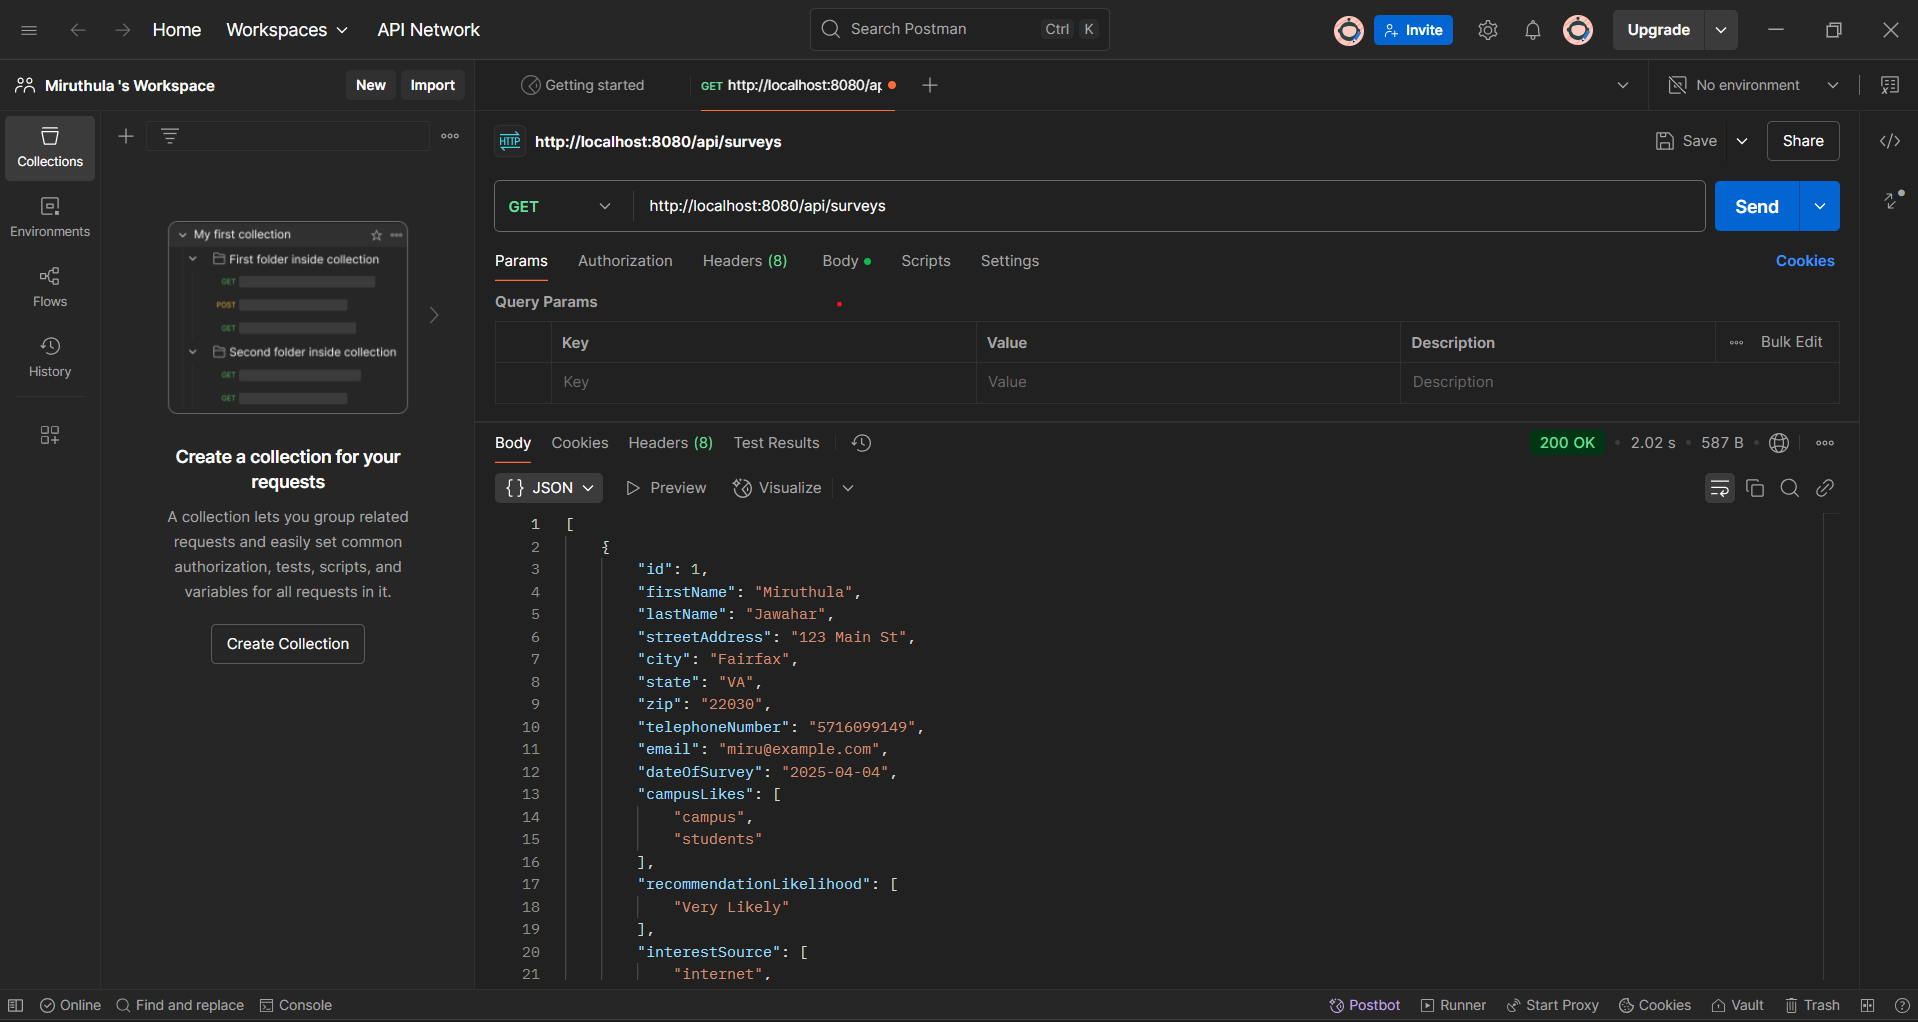 Home Workspaces API Network Search Postman Ctrl K Invite Upgrade
Miruthula 's Workspace New Import Getting started GET http://localhost:8080/ap No environment
Collections
Environments
Flows
History
My first collection
First folder inside collection
GET
POST
GET
Second folder inside collection
GET
GET
Create a collection for your
requests
A collection lets you group related
requests and easily set common
authorization, tests, scripts, and
variables for all requests in it.
Create Collection
HTTP http://localhost:8080/api/surveys Save Share
GET http://localhost:8080/api/surveys Send
Params Authorization Headers (8) Body Scripts Settings Cookies
Query Params
Key Value Description Bulk Edit
Key Value Description
Body Cookies Headers (8) Test Results 200 OK 2.02 s 587 B
{} JSON Preview Visualize
1 [
2 {
3 "id": 1,
4 "firstName": "Miruthula",
5 "lastName": "Jawahar",
6 "streetAddress": "123 Main St",
7 "city": "Fairfax",
8 "state": "VA",
9 "zip": "22030",
10 "telephoneNumber": "5716099149",
11 "email": "miru@example.com",
12 "dateOfSurvey": "2025-04-04",
13 "campusLikes": [
14 "campus",
15 "students"
16 ],
17 "recommendationLikelihood": [
18 "Very Likely"
19 ],
20 "interestSource": [
21 "internet",
Online Find and replace Console Postbot Runner Start Proxy Cookies Vault Trash